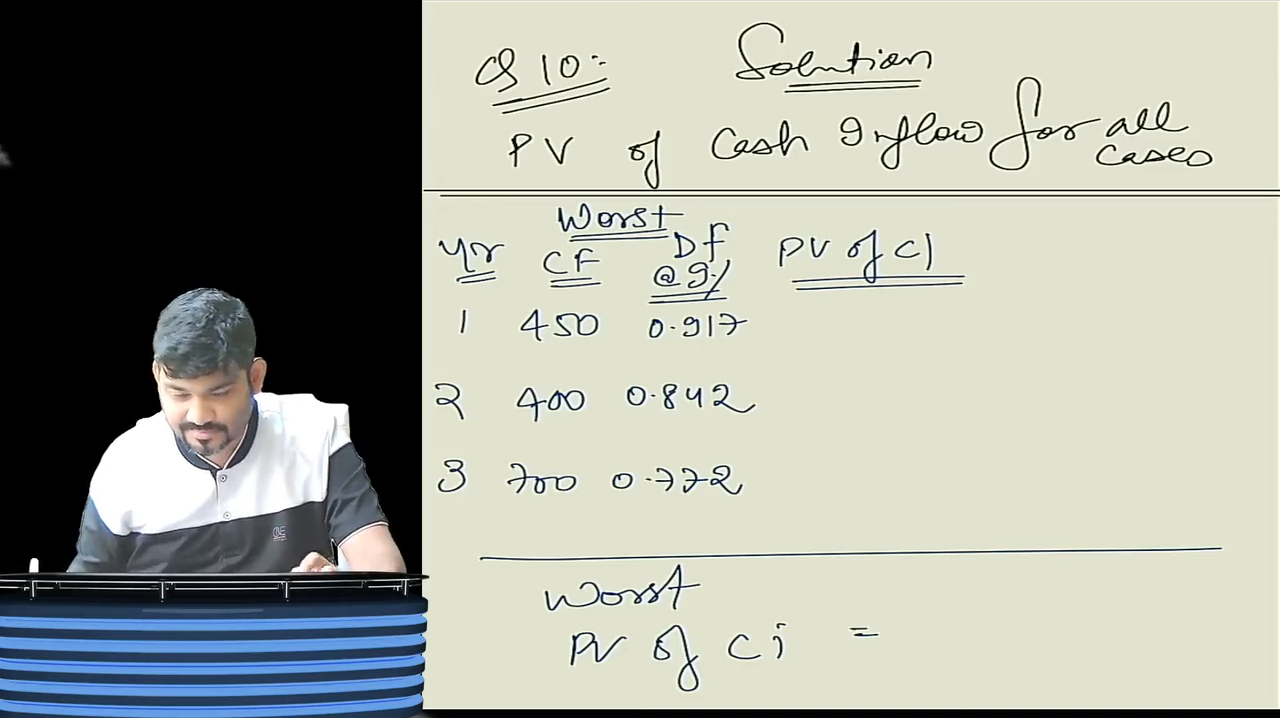 Q 10:
Solution
PV of Cash Inflow for all cases
Worst
Yr CF Df @9% PV of CI
1 450 0.917
2 400 0.842
3 700 0.772
Worst
PV of Ci =